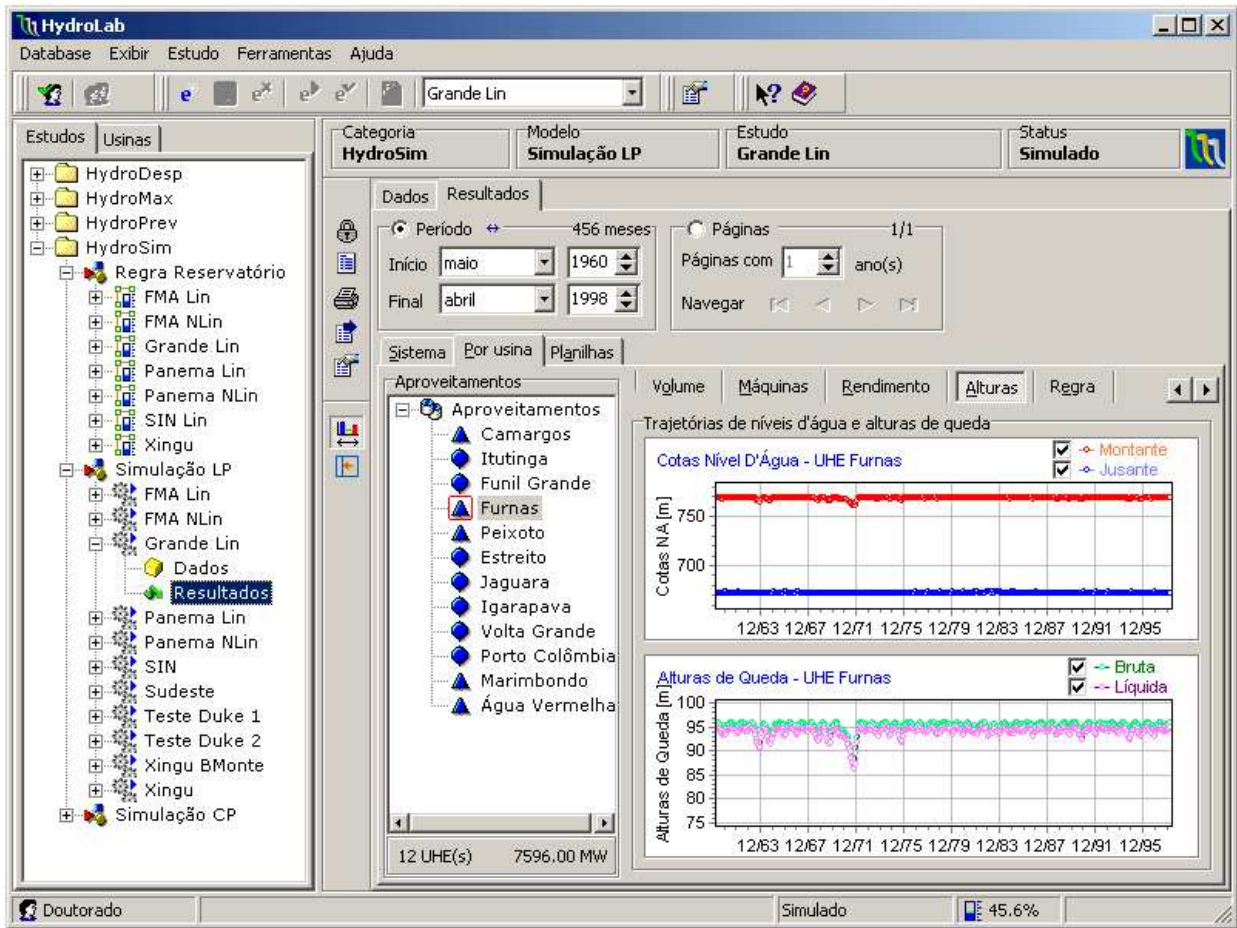 HydroLab
Database Exibir Estudo Ferramentas Ajuda
Grande Lin
Estudos Usinas
HydroDesp
HydroMax
HydroPrev
HydroSim
Regra Reservatório
FMA Lin
FMA NLin
Grande Lin
Panema Lin
Panema NLin
SIN Lin
Xingu
Simulação LP
FMA Lin
FMA NLin
Grande Lin
Dados
Resultados
Panema Lin
Panema NLin
SIN
Sudeste
Teste Duke 1
Teste Duke 2
Xingu BMonte
Xingu
Simulação CP
Categoria Modelo Estudo Status
HydroSim Simulação LP Grande Lin Simulado
Dados Resultados
Período 456 meses
Início maio 1960
Final abril 1998
Páginas 1/1
Páginas com 1 ano(s)
Navegar
Sistema Por usina Planilhas
Aproveitamentos
Aproveitamentos
Camargos
Itutinga
Funil Grande
Furnas
Peixoto
Estreito
Jaguara
Igarapava
Volta Grande
Porto Colômbia
Marimbondo
Água Vermelha
12 UHE(s) 7596.00 MW
Volume Máquinas Rendimento Alturas Regra
Trajetórias de níveis d'água e alturas de queda
Cotas Nível D'Água - UHE Furnas
Montante
Jusante
Cotas NA [m]
750
700
12/63 12/67 12/71 12/75 12/79 12/83 12/87 12/91 12/95
Alturas de Queda - UHE Furnas
Bruta
Líquida
Alturas de Queda [m]
100
95
90
85
80
75
12/63 12/67 12/71 12/75 12/79 12/83 12/87 12/91 12/95
Doutorado Simulado 45.6%